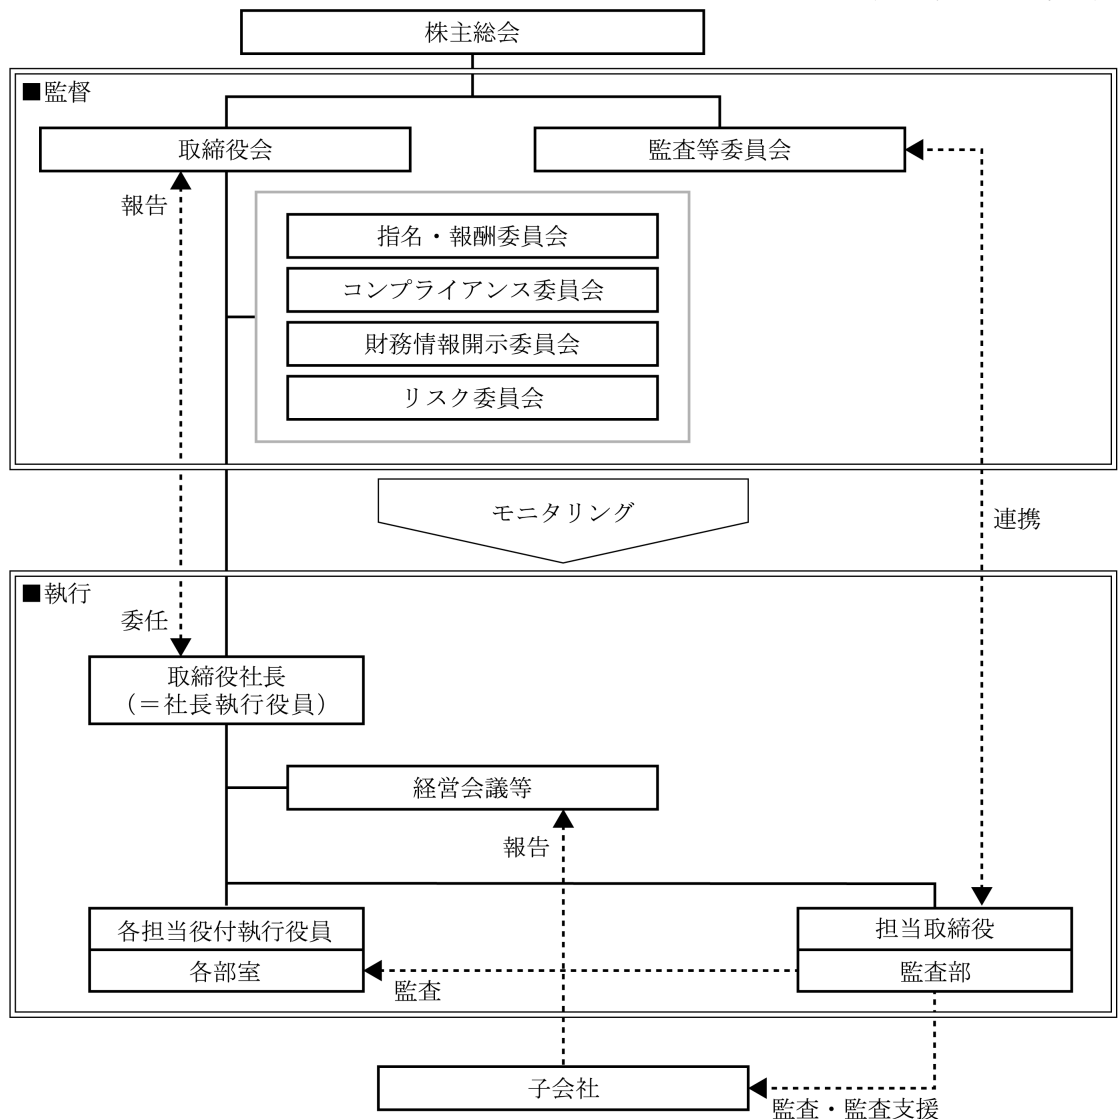 株主総会
■監督
取締役会
監査等委員会
報告
指名・報酬委員会
コンプライアンス委員会
財務情報開示委員会
リスク委員会
モニタリング
連携
■執行
委任
取締役社長
（＝社長執行役員）
経営会議等
報告
各担当役付執行役員
担当取締役
各部室
監査部
監査
子会社
監査・監査支援